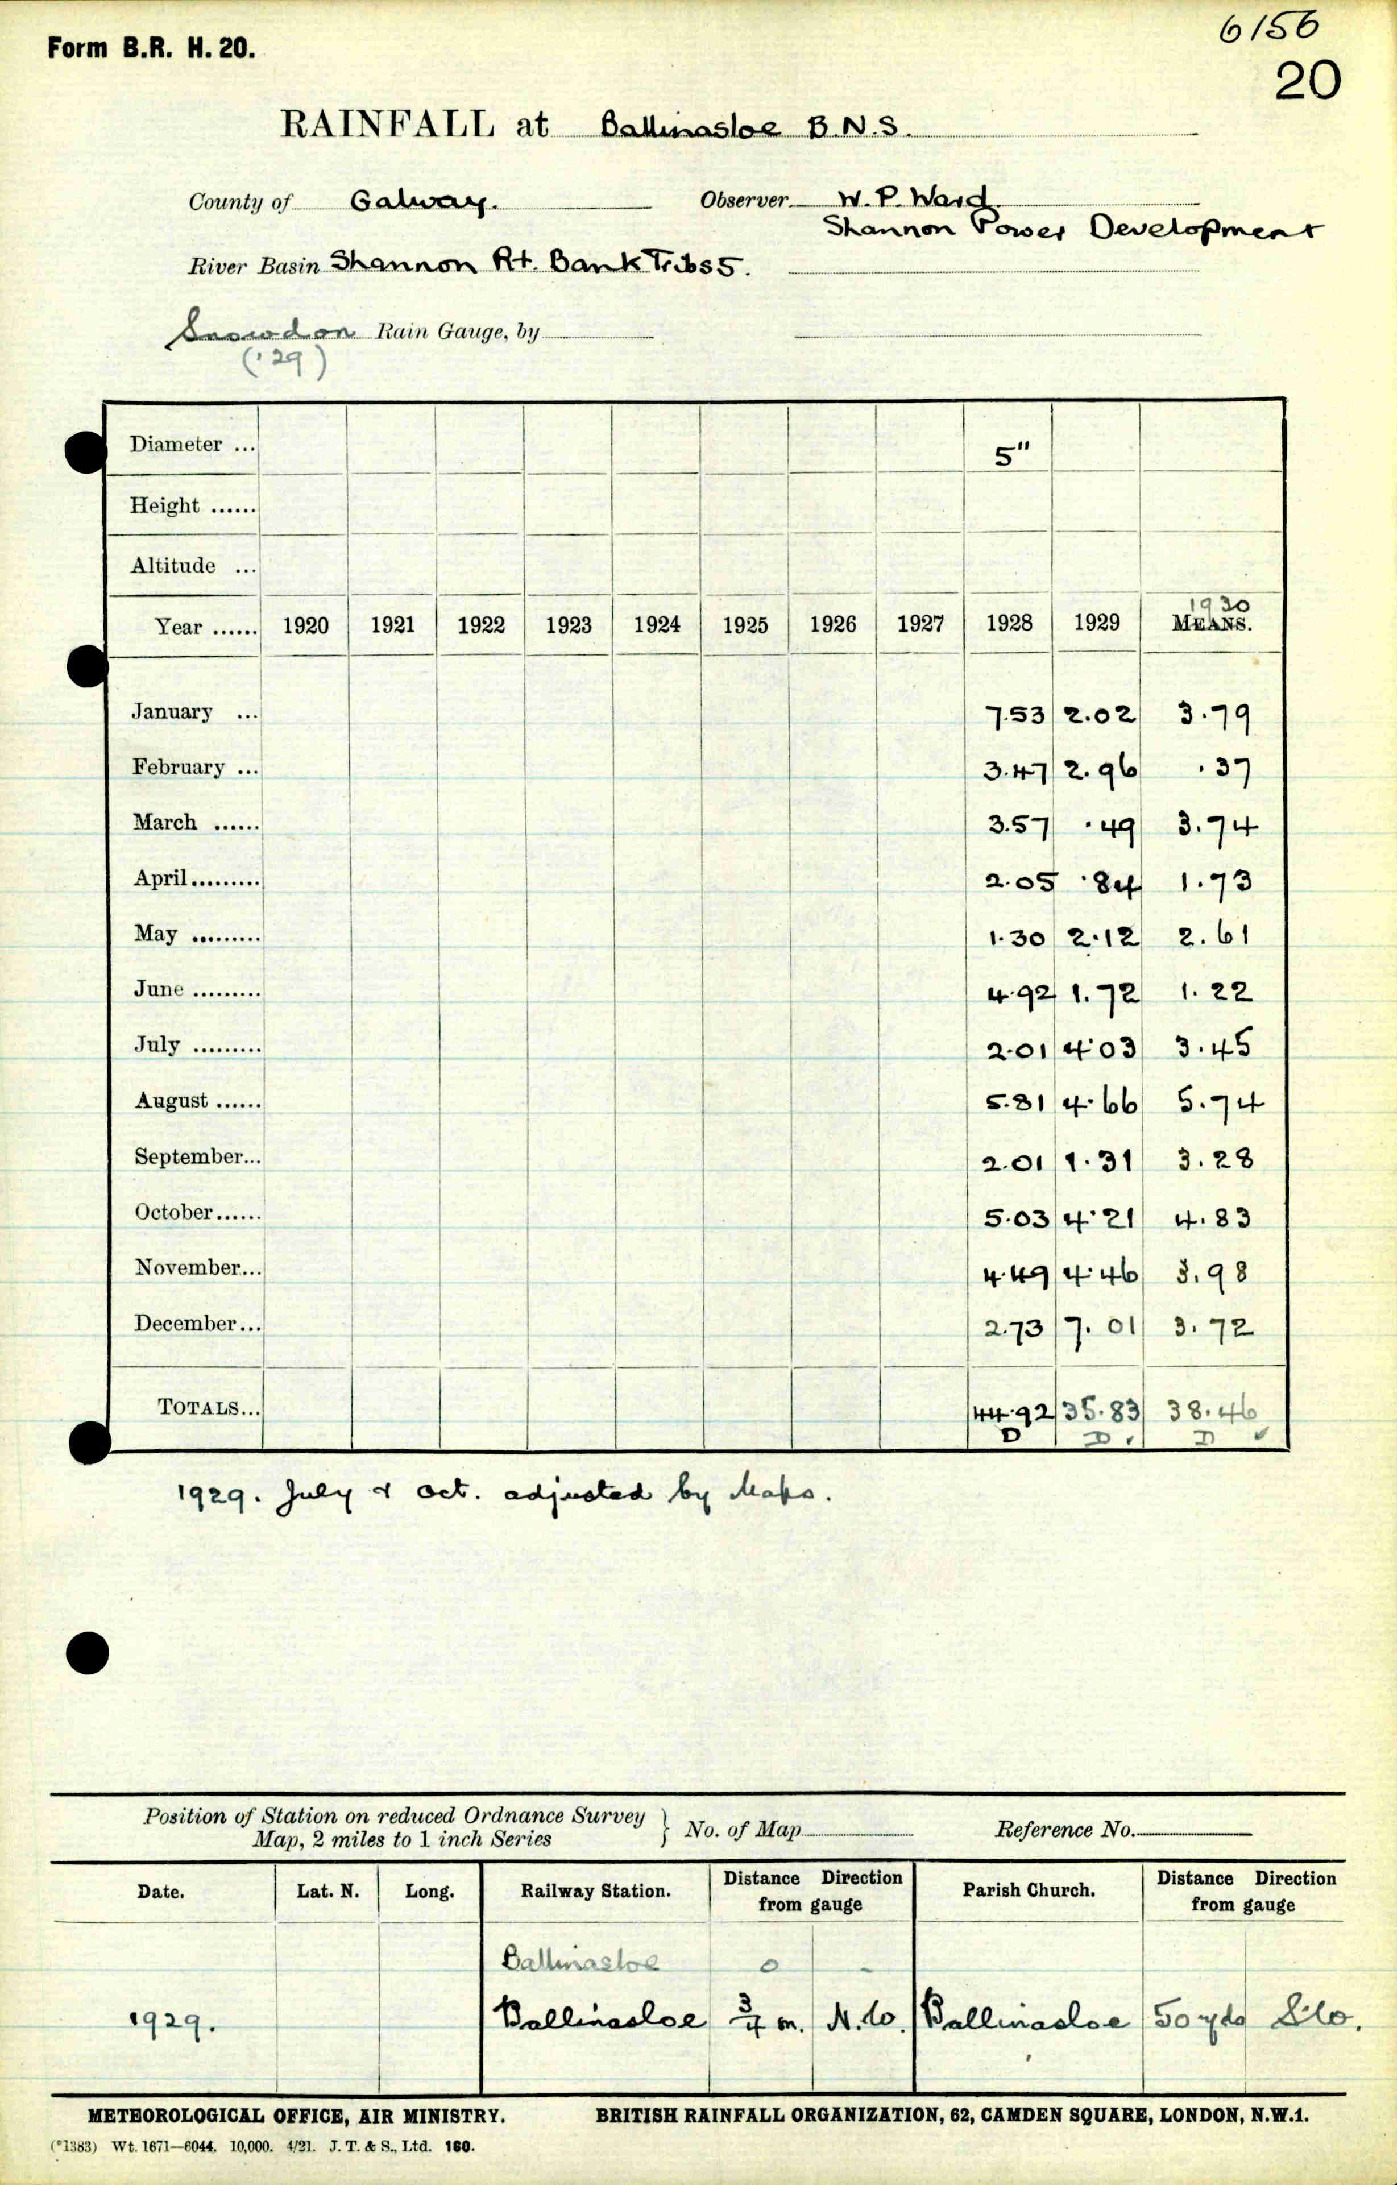 6156
Form B.R. H. 20.
20
RAINFALL at Ballinasloe B.N.S.
County of Galway. Observer W. P. Ward.
Shannon Power Development
River Basin Shannon Rt. Bank Tribs 5.
Snowdon Rain Gauge, by
('29)
Diameter ... 5"
Height ......
Altitude ...
1930
Year ...... 1920 1921 1922 1923 1924 1925 1926 1927 1928 1929 MEANS.
January ... 7.53 2.02 3.79
February ... 3.47 2.96 .37
March ...... 3.57 .49 3.74
April ......... 2.05 .84 1.73
May ......... 1.30 2.12 2.61
June ......... 4.92 1.72 1.22
July ......... 2.01 4.03 3.45
August ...... 5.81 4.66 5.74
September... 2.01 1.31 3.28
October ...... 5.03 4.21 4.83
November... 4.49 4.46 3.98
December... 2.73 7.01 3.72
TOTALS... 44.92 35.83 38.46
D D ✓ D ✓
1929. July & Oct. adjusted by Maps.
Position of Station on reduced Ordnance Survey
Map, 2 miles to 1 inch Series } No. of Map Reference No.
Date. Lat. N. Long. Railway Station. Distance Direction from gauge Parish Church. Distance Direction from gauge
Ballinasloe 0 -
1929. Ballinasloe 3/4 m. N.W. Ballinasloe 50 yds S.W.
METEOROLOGICAL OFFICE, AIR MINISTRY. BRITISH RAINFALL ORGANIZATION, 62, CAMDEN SQUARE, LONDON, N.W.1.
(*1383) Wt. 1671—6044. 10,000. 4/21. J. T. & S., Ltd. 160.